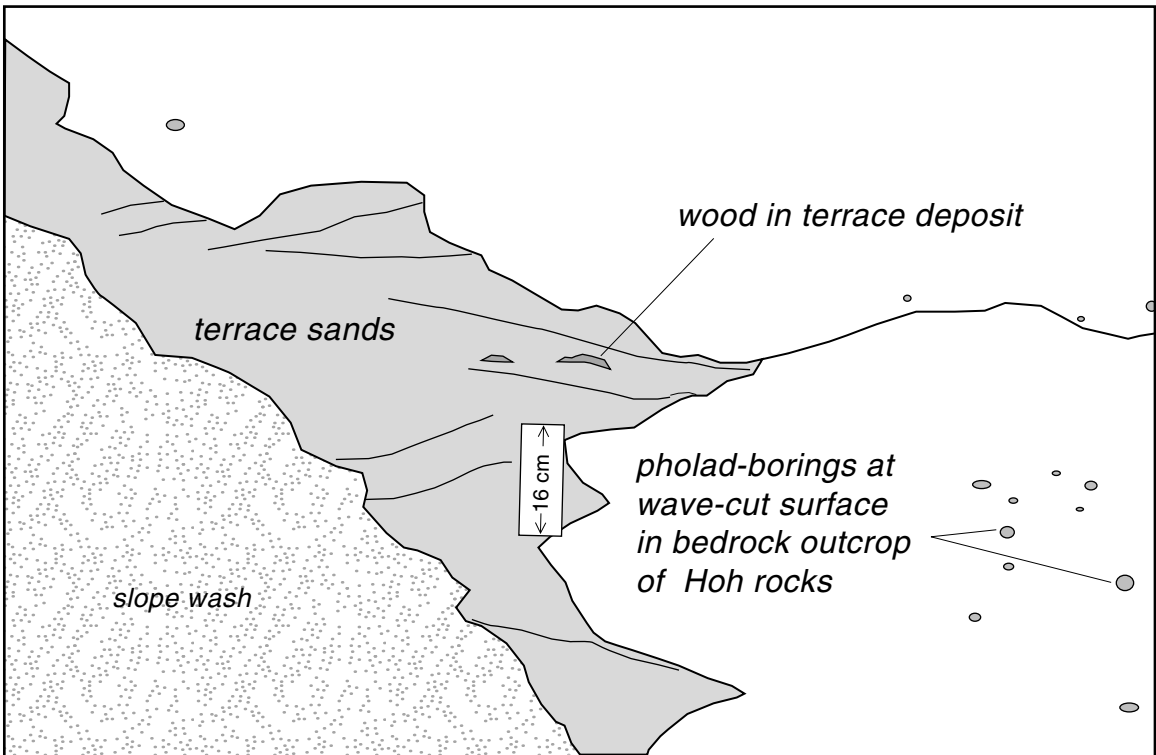 wood in terrace deposit
terrace sands
16 cm
pholad-borings at
wave-cut surface
in bedrock outcrop
of Hoh rocks
slope wash